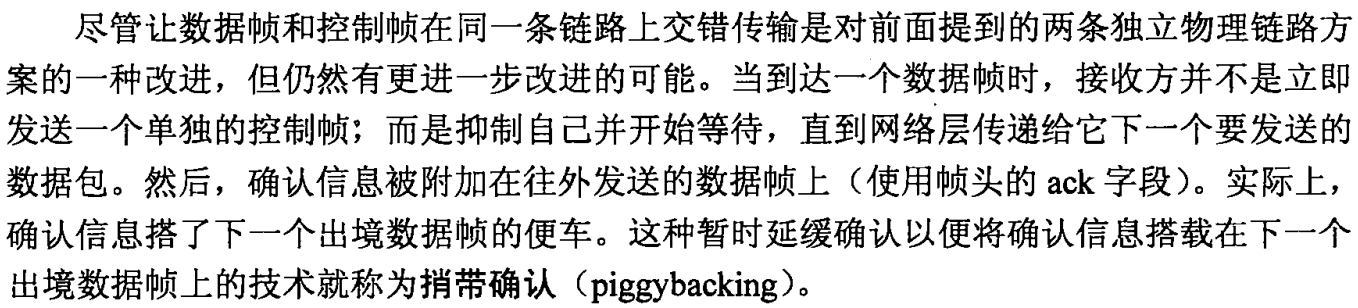 尽管让数据帧和控制帧在同一条链路上交错传输是对前面提到的两条独立物理链路方
案的一种改进，但仍然有更进一步改进的可能。当到达一个数据帧时，接收方并不是立即
发送一个单独的控制帧；而是抑制自己并开始等待，直到网络层传递给它下一个要发送的
数据包。然后，确认信息被附加在往外发送的数据帧上（使用帧头的 ack 字段）。实际上，
确认信息搭了下一个出境数据帧的便车。这种暂时延缓确认以便将确认信息搭载在下一个
出境数据帧上的技术就称为捎带确认（piggybacking）。